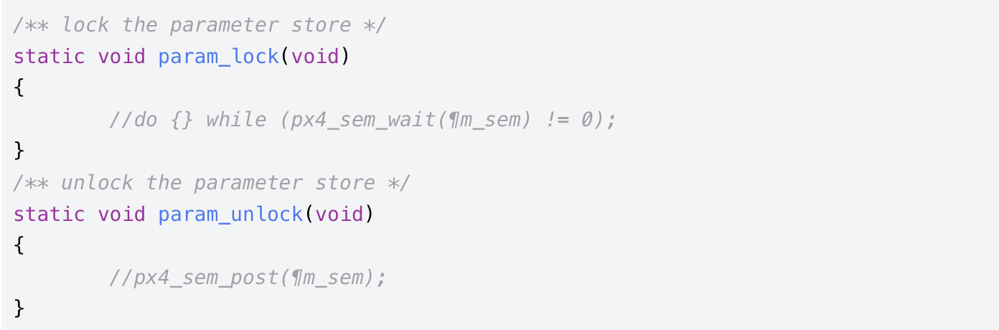 /** lock the parameter store */
static void param_lock(void)
{
        //do {} while (px4_sem_wait(¶m_sem) != 0);
}
/** unlock the parameter store */
static void param_unlock(void)
{
        //px4_sem_post(¶m_sem);
}